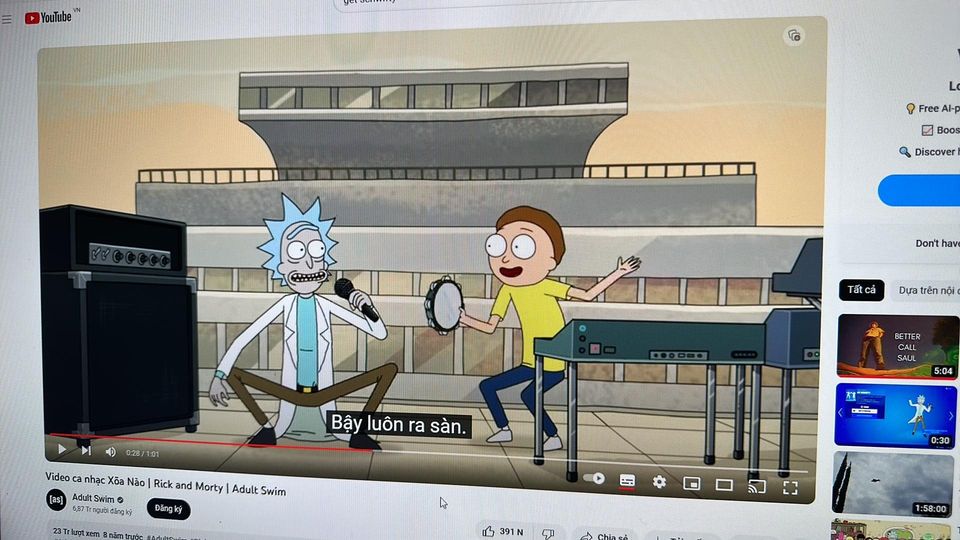 YouTube VN
get schwifty
Bậy luôn ra sàn.
0:28 / 1:01
Video ca nhạc Xõa Não | Rick and Morty | Adult Swim
[as]
Adult Swim
6,87 Tr người đăng ký
Đăng ký
391 N
Chia sẻ
23 Tr lượt xem 8 năm trước
Free AI-p
Boos
Discover h
Don't have
Tất cả
Dựa trên nội d
BETTER
CALL
SAUL
5:04
0:30
1:58:00